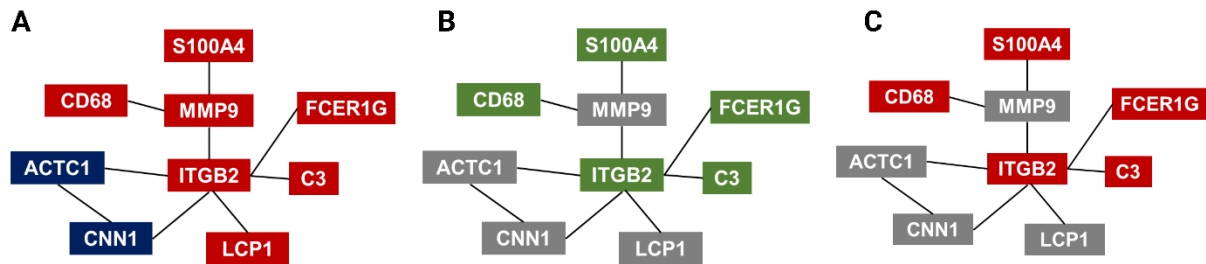 A
S100A4
CD68
MMP9
FCER1G
ACTC1
ITGB2
C3
CNN1
LCP1
B
S100A4
CD68
MMP9
FCER1G
ACTC1
ITGB2
C3
CNN1
LCP1
C
S100A4
CD68
MMP9
FCER1G
ACTC1
ITGB2
C3
CNN1
LCP1